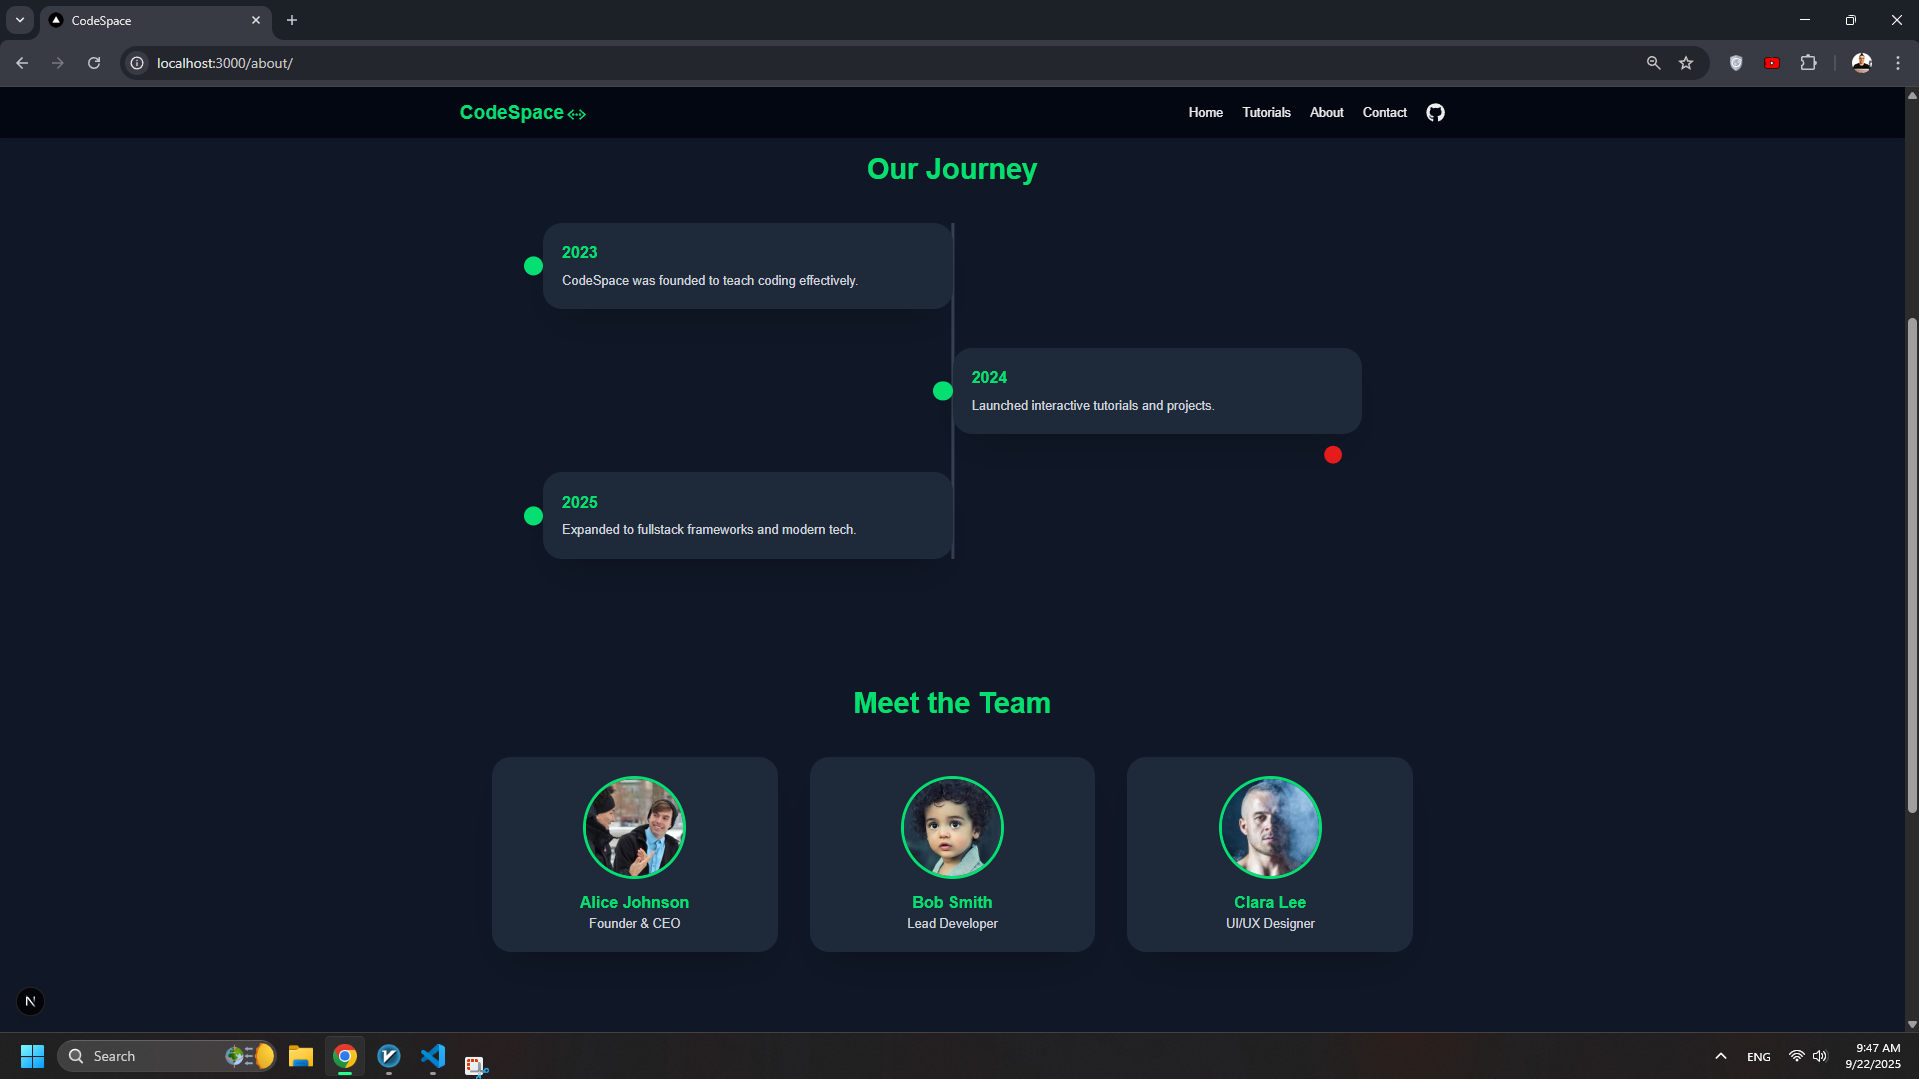 CodeSpace
localhost:3000/about/
CodeSpace
Home Tutorials About Contact
Our Journey
2023
CodeSpace was founded to teach coding effectively.
2024
Launched interactive tutorials and projects.
2025
Expanded to fullstack frameworks and modern tech.
Meet the Team
Alice Johnson
Founder & CEO
Bob Smith
Lead Developer
Clara Lee
UI/UX Designer
N
Search
ENG
9:47 AM
9/22/2025